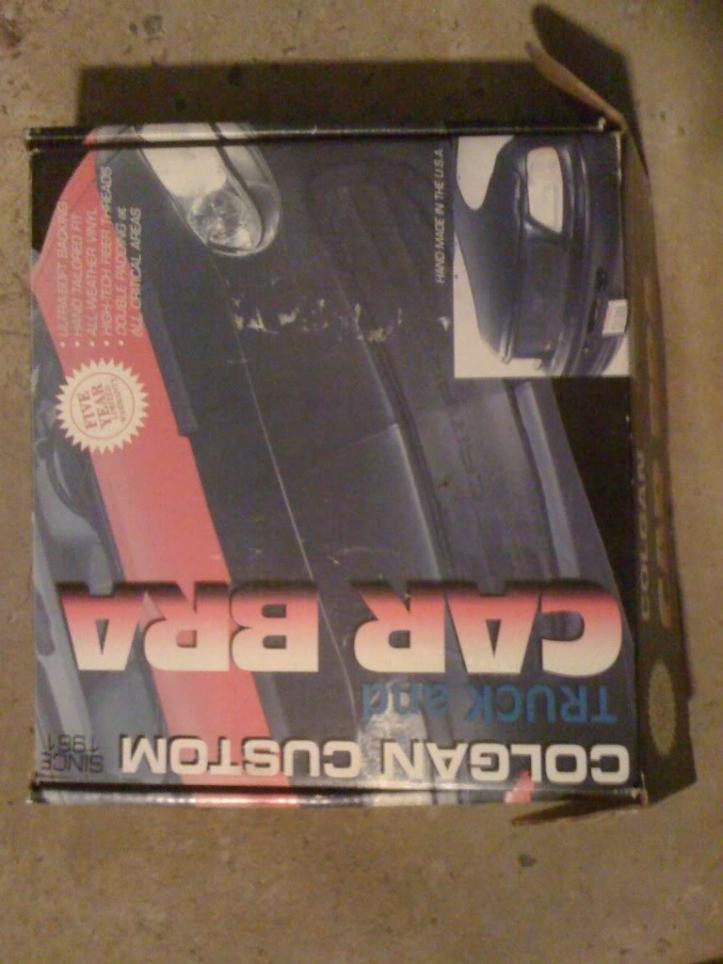 COLGAN CUSTOM
SINCE
1981
TRUCK and
CAR BRA
FIVE
YEAR
• ULTRASOFT BACKING
• HAND TAILORED FIT
• ALL WEATHER VINYL
• HIGH-TECH FIBER THREADS
• DOUBLE PADDING at
ALL CRITICAL AREAS
HAND MADE IN THE U.S.A.
COLGAN